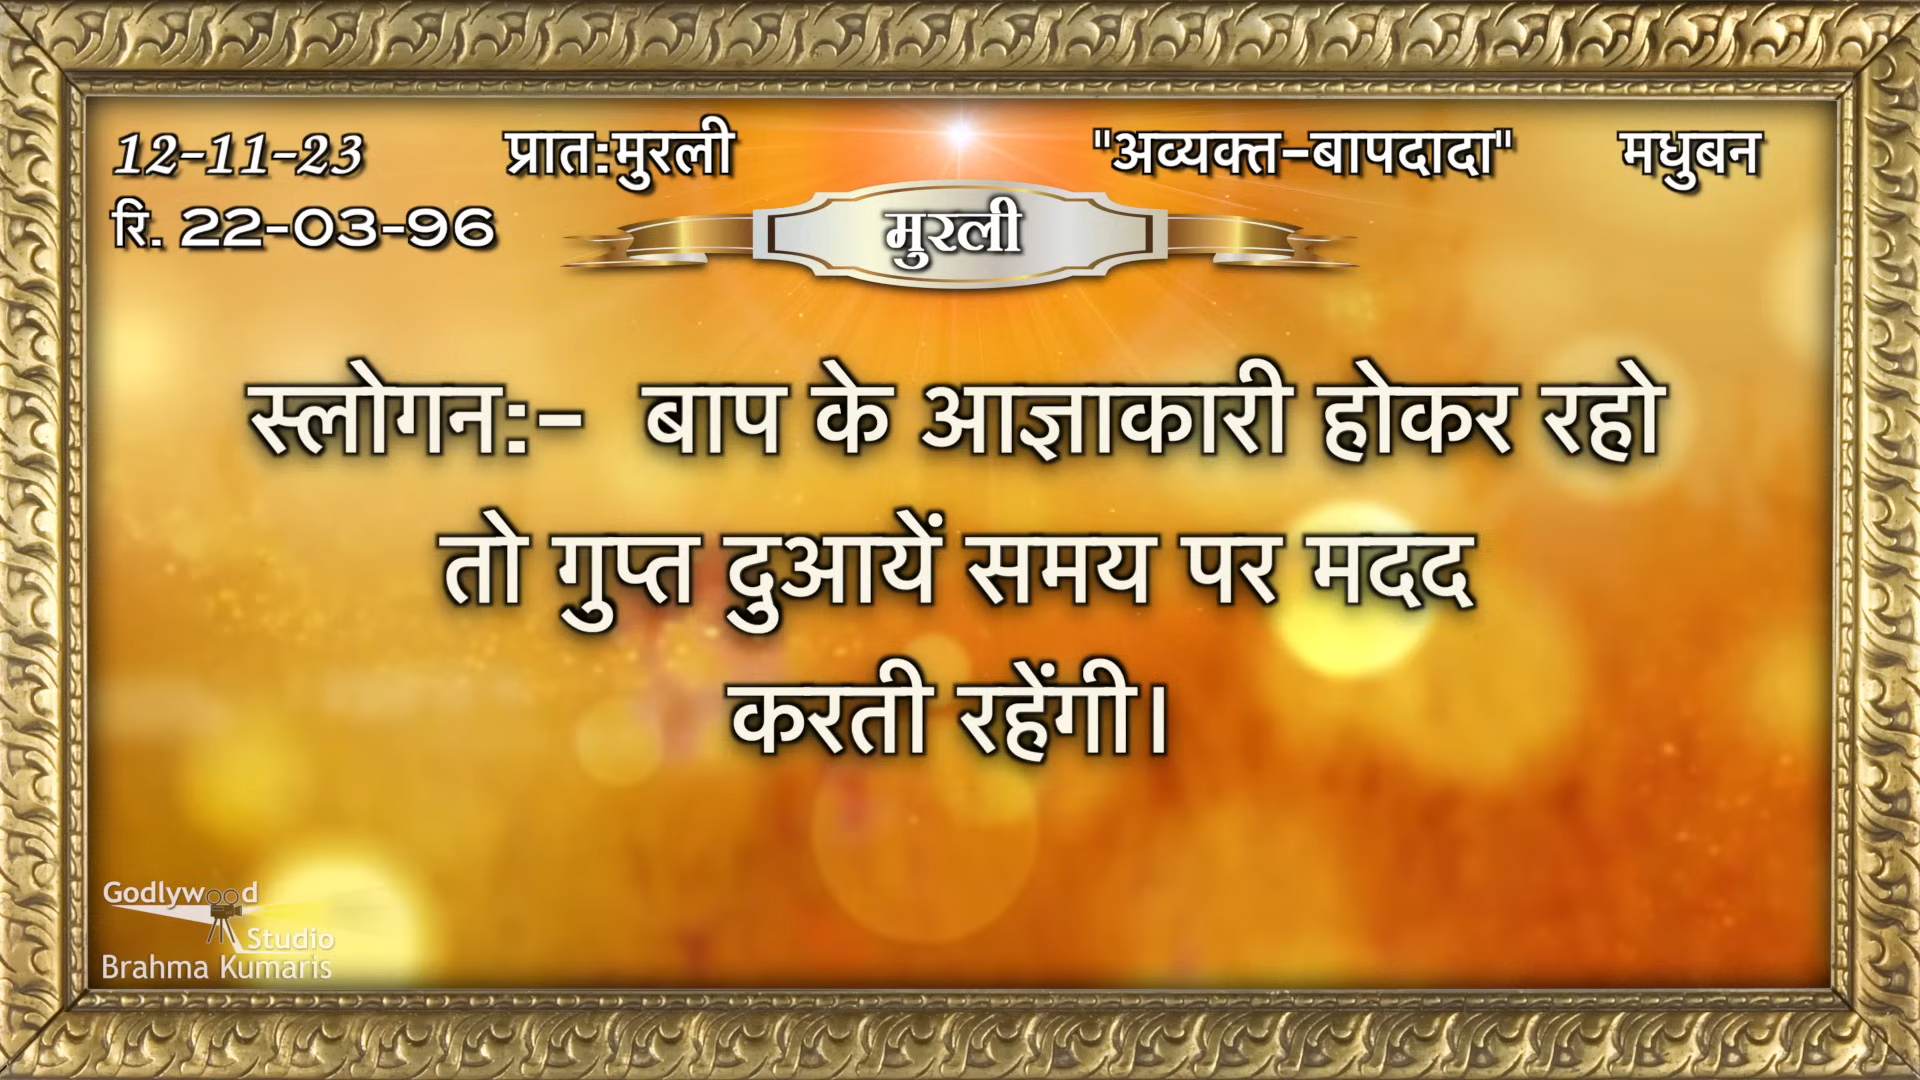 12-11-23 प्रात:मुरली "अव्यक्त-बापदादा" मधुबन
रि. 22-03-96
मुरली
स्लोगन:- बाप के आज्ञाकारी होकर रहो
तो गुप्त दुआयें समय पर मदद
करती रहेंगी।
Godlywood
Studio
Brahma Kumaris